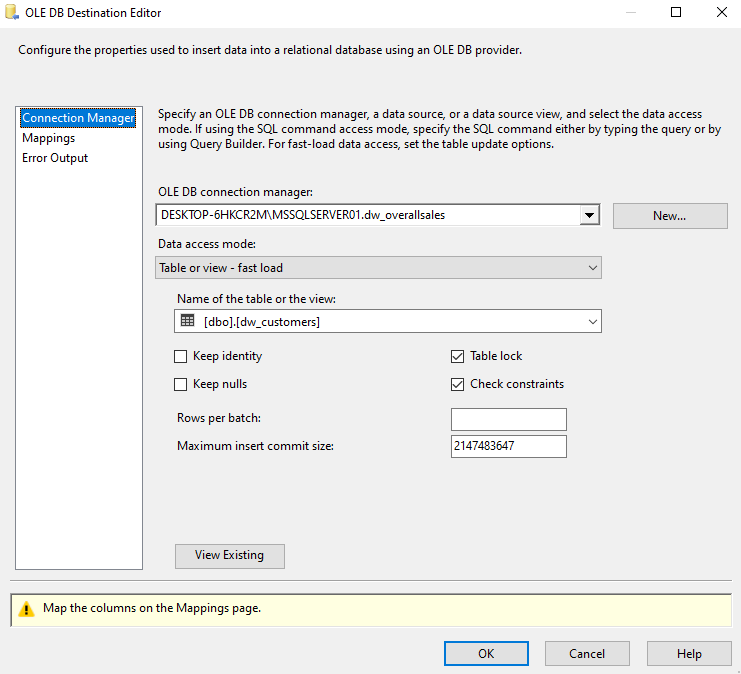 OLE DB Destination Editor
Configure the properties used to insert data into a relational database using an OLE DB provider.
Connection Manager
Mappings
Error Output
Specify an OLE DB connection manager, a data source, or a data source view, and select the data access
mode. If using the SQL command access mode, specify the SQL command either by typing the query or by
using Query Builder. For fast-load data access, set the table update options.
OLE DB connection manager:
DESKTOP-6HKCR2M\MSSQLSERVER01.dw_overallsales
New...
Data access mode:
Table or view - fast load
Name of the table or the view:
[dbo].[dw_customers]
Keep identity
Table lock
Keep nulls
Check constraints
Rows per batch:
Maximum insert commit size:
2147483647
View Existing
Map the columns on the Mappings page.
OK
Cancel
Help